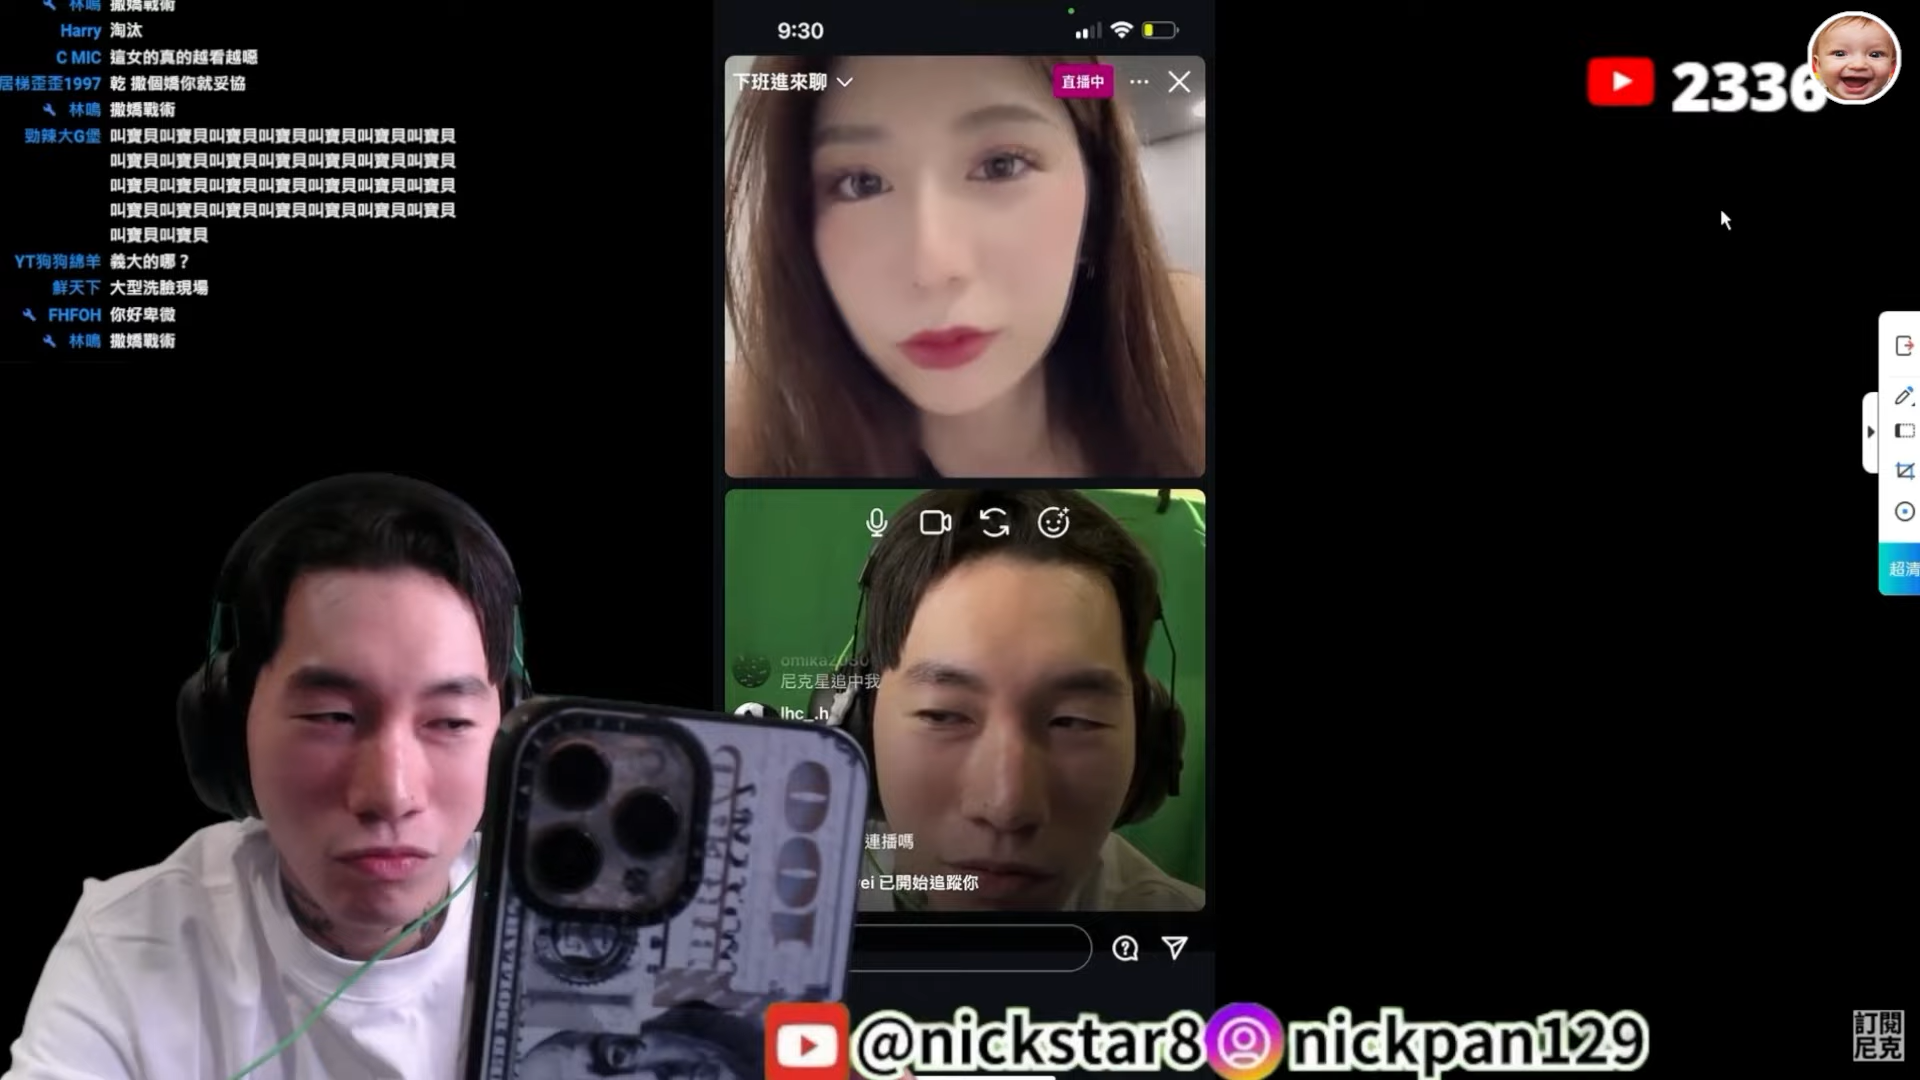 林鳴 撒嬌戰術
Harry 淘汰
C MIC 這女的真的越看越噁
居梯歪歪1997 乾 撒個嬌你就妥協
林鳴 撒嬌戰術
勁辣大G堡 叫寶貝叫寶貝叫寶貝叫寶貝叫寶貝叫寶貝叫寶貝
叫寶貝叫寶貝叫寶貝叫寶貝叫寶貝叫寶貝叫寶貝
叫寶貝叫寶貝叫寶貝叫寶貝叫寶貝叫寶貝叫寶貝
叫寶貝叫寶貝叫寶貝叫寶貝叫寶貝叫寶貝叫寶貝
叫寶貝叫寶貝
YT狗狗綿羊 義大的哪？
鮮天下 大型洗臉現場
FHFOH 你好卑微
林鳴 撒嬌戰術
9:30
下班進來聊
直播中
2336
omika2030
尼克星追中我
lhc_.h
連播嗎
ei 已開始追蹤你
超清
100
@nickstar8
nickpan129
訂閱
尼克